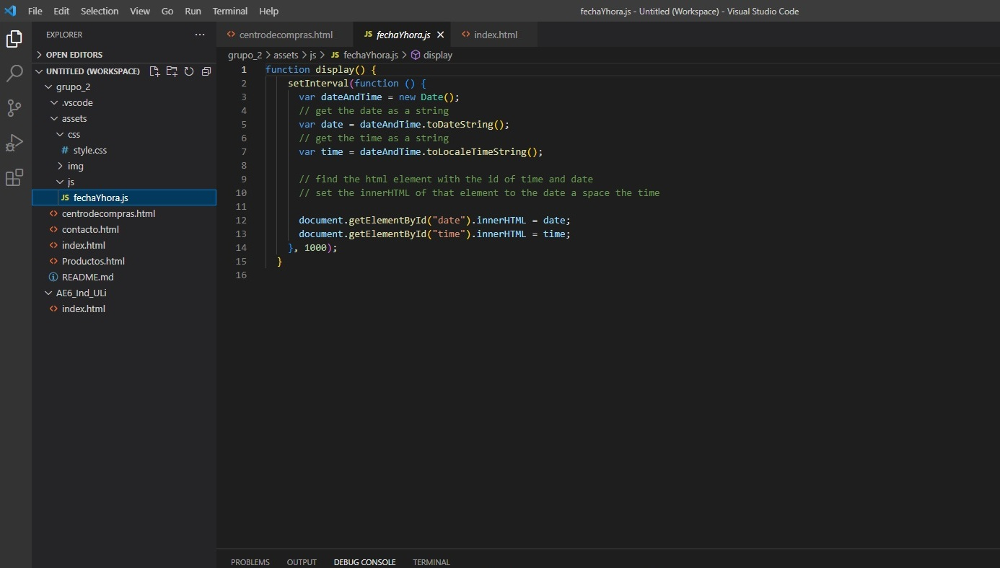 File Edit Selection View Go Run Terminal Help
fechaYhora.js - Untitled (Workspace) - Visual Studio Code
EXPLORER
OPEN EDITORS
UNTITLED (WORKSPACE)
grupo_2
.vscode
assets
css
# style.css
img
js
JS fechaYhora.js
<> centrodecompras.html
<> contacto.html
<> index.html
<> Productos.html
README.md
AE6_Ind_ULi
<> index.html
<> centrodecompras.html JS fechaYhora.js <> index.html
grupo_2 > assets > js > JS fechaYhora.js > display
1 function display() {
2 setInterval(function () {
3 var dateAndTime = new Date();
4 // get the date as a string
5 var date = dateAndTime.toDateString();
6 // get the time as a string
7 var time = dateAndTime.toLocaleTimeString();
8
9 // find the html element with the id of time and date
10 // set the innerHTML of that element to the date a space the time
11
12 document.getElementById("date").innerHTML = date;
13 document.getElementById("time").innerHTML = time;
14 }, 1000);
15 }
16
PROBLEMS OUTPUT DEBUG CONSOLE TERMINAL